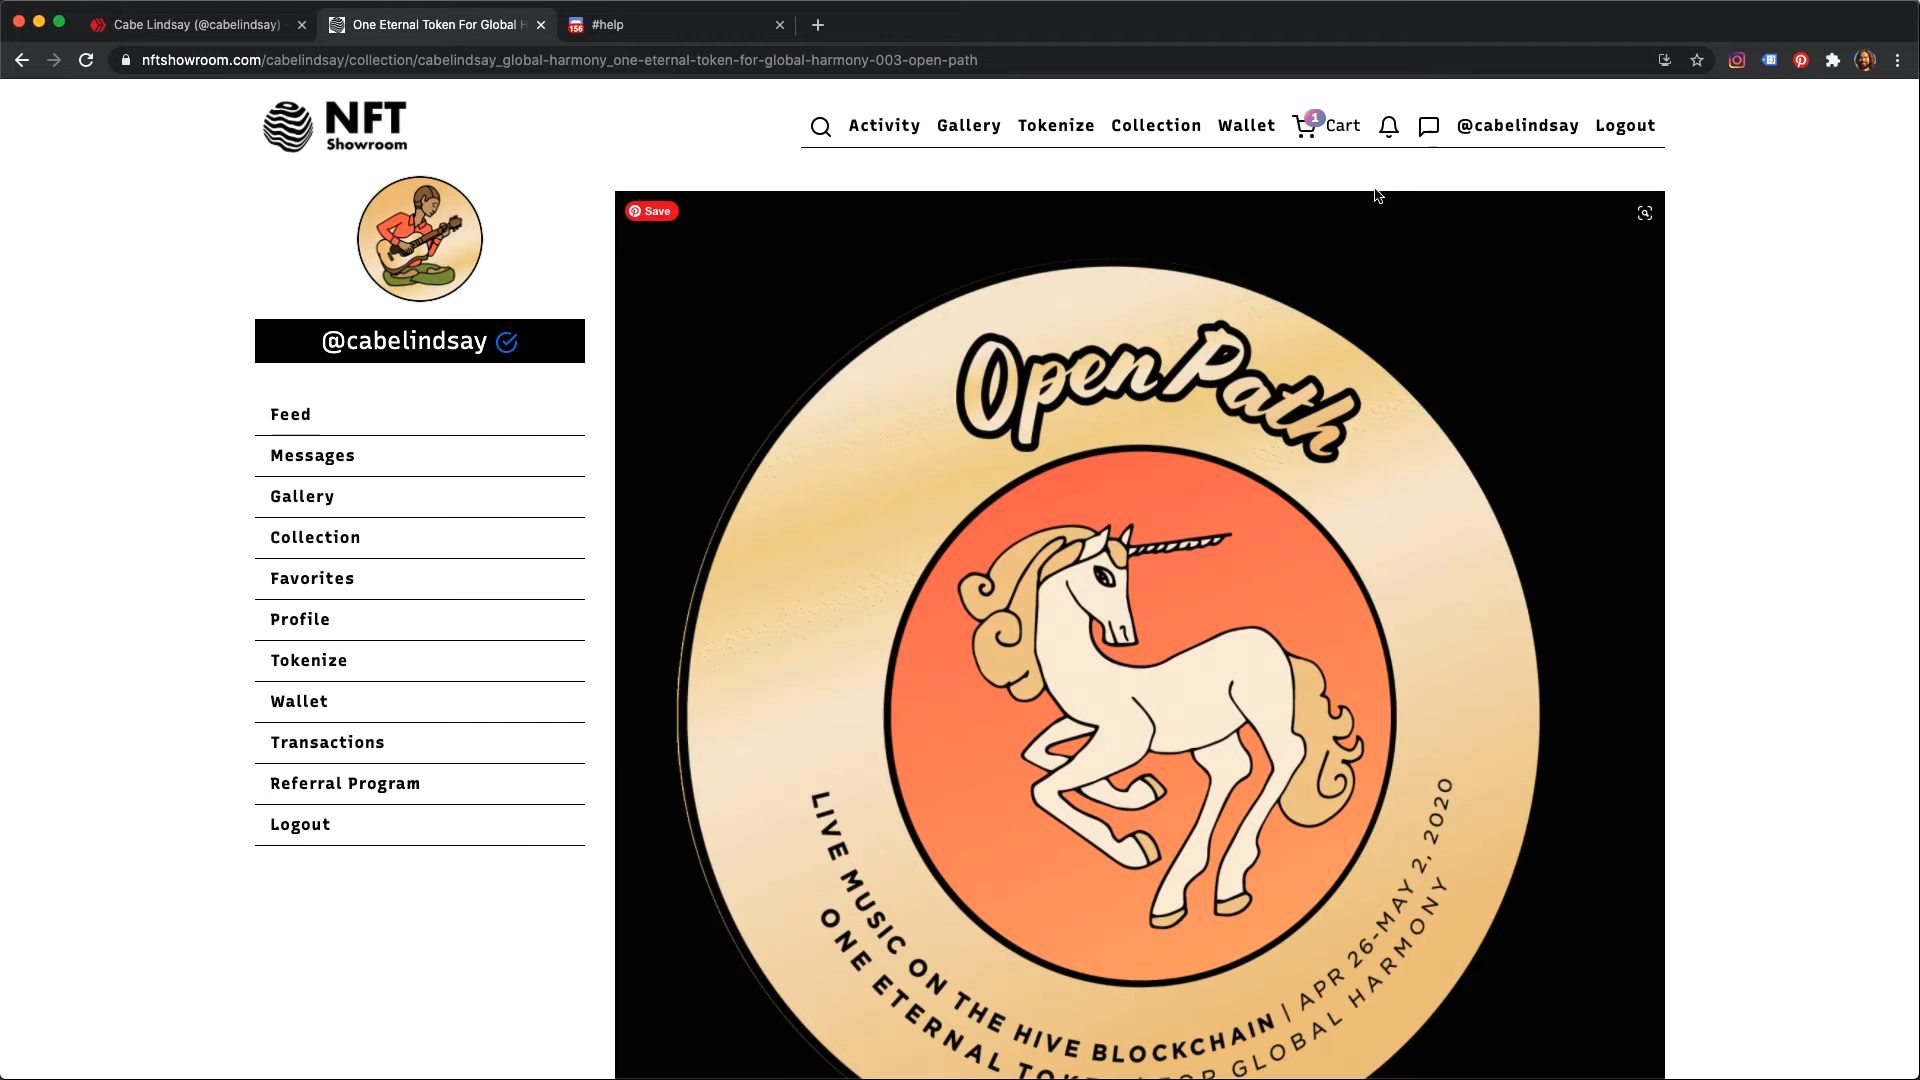 Cabe Lindsay (@cabelindsay)
One Eternal Token For Global
156
#help
nftshowroom.com/cabelindsay/collection/cabelindsay_global-harmony_one-eternal-token-for-global-harmony-003-open-path
NFT
Showroom
Activity Gallery Tokenize Collection Wallet 1 Cart @cabelindsay Logout
@cabelindsay
Feed
Messages
Gallery
Collection
Favorites
Profile
Tokenize
Wallet
Transactions
Referral Program
Logout
Save
Open Path
LIVE MUSIC ON THE HIVE BLOCKCHAIN | APR 26-MAY 2, 2020
ONE ETERNAL FOR GLOBAL HARMONY